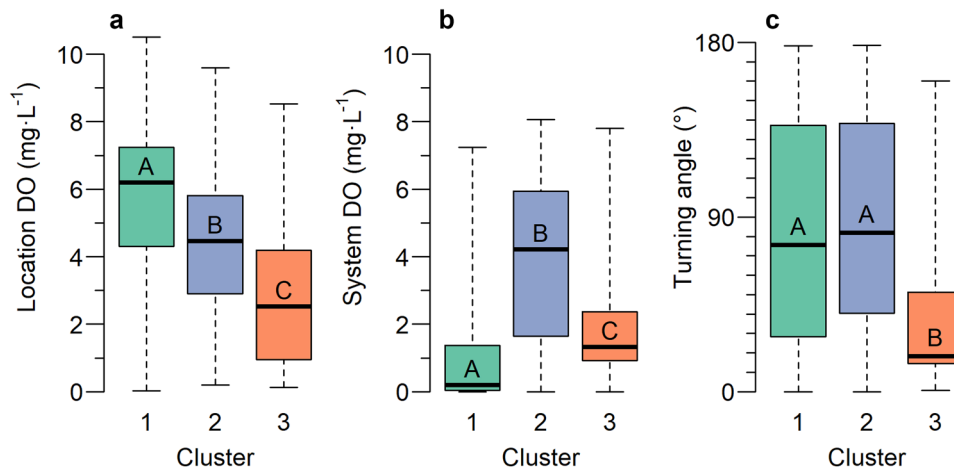 a
Location DO (mg·L⁻¹)
10
8
6
4
2
0
A
B
C
1 2 3
Cluster
b
System DO (mg·L⁻¹)
10
8
6
4
2
0
A
B
C
1 2 3
Cluster
c
Turning angle (°)
180
90
0
A
A
B
1 2 3
Cluster